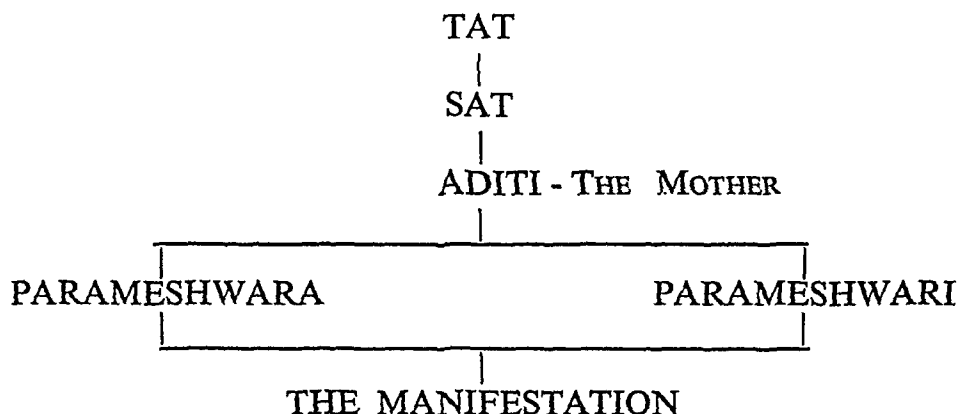 TAT
SAT
ADITI - THE MOTHER
PARAMESHWARA PARAMESHWARI
THE MANIFESTATION